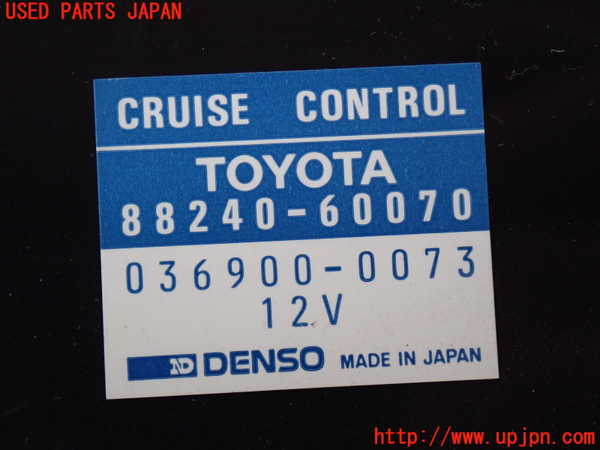 USED PARTS JAPAN
CRUISE CONTROL
TOYOTA
88240-60070
036900-0073
12V
ND DENSO MADE IN JAPAN
http://www.upjpn.com/